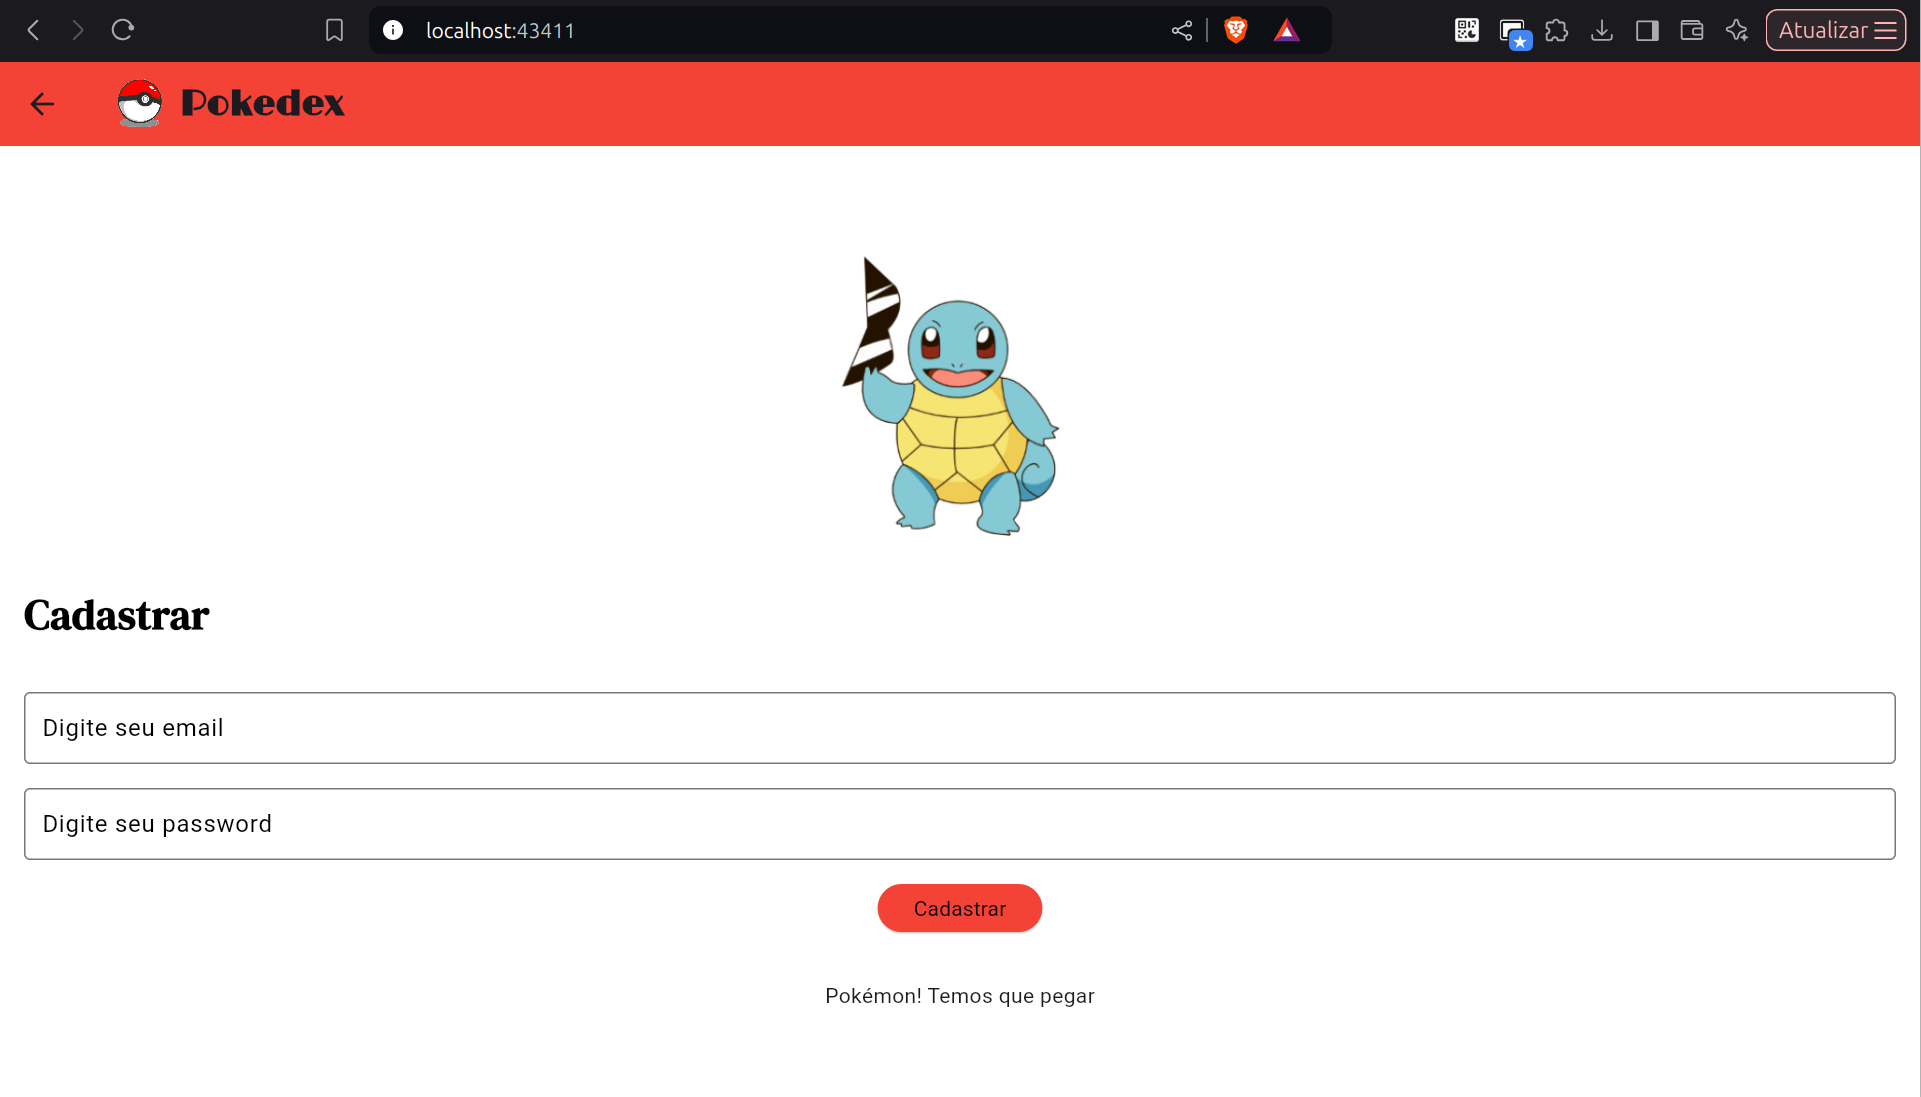 localhost:43411
Atualizar
Pokedex
Cadastrar
Digite seu email
Digite seu password
Cadastrar
Pokémon! Temos que pegar